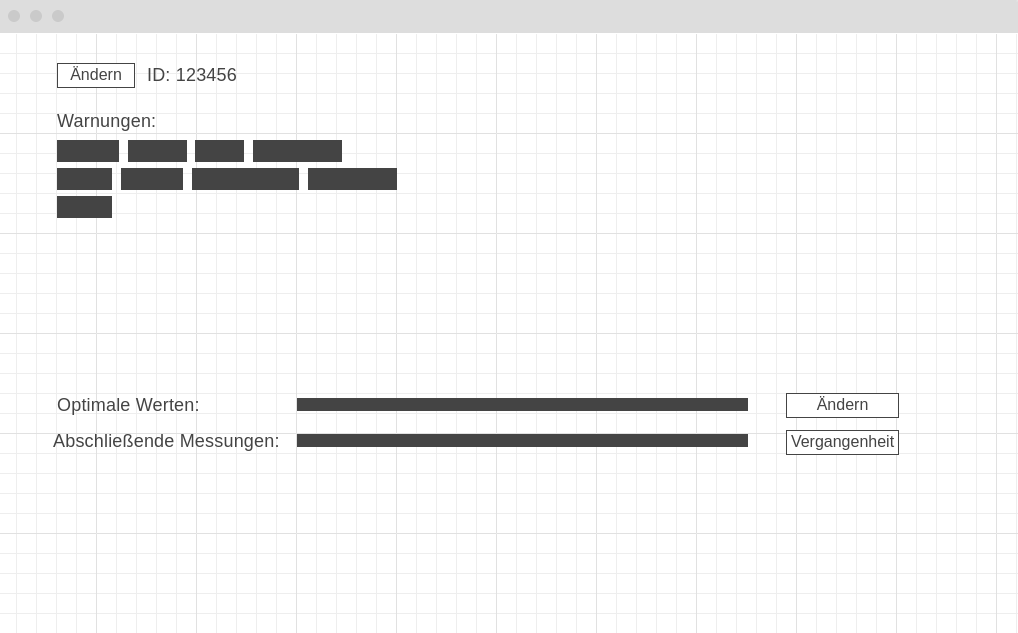 Ändern ID: 123456
Warnungen:
Optimale Werten: Ändern
Abschließende Messungen: Vergangenheit